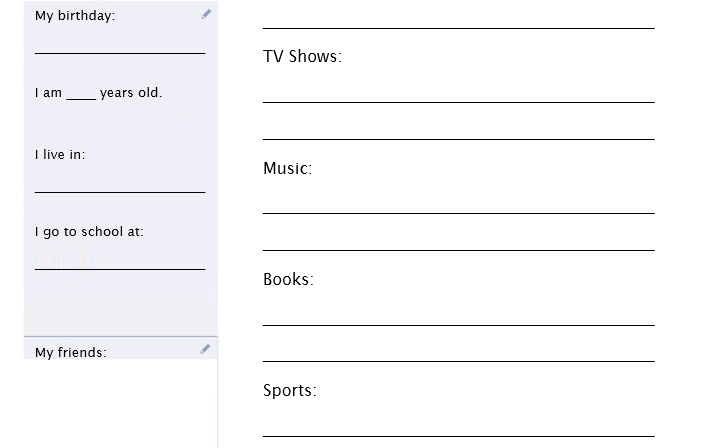 My birthday:
I am ____ years old.
I live in:
I go to school at:
My friends:
TV Shows:
Music:
Books:
Sports: